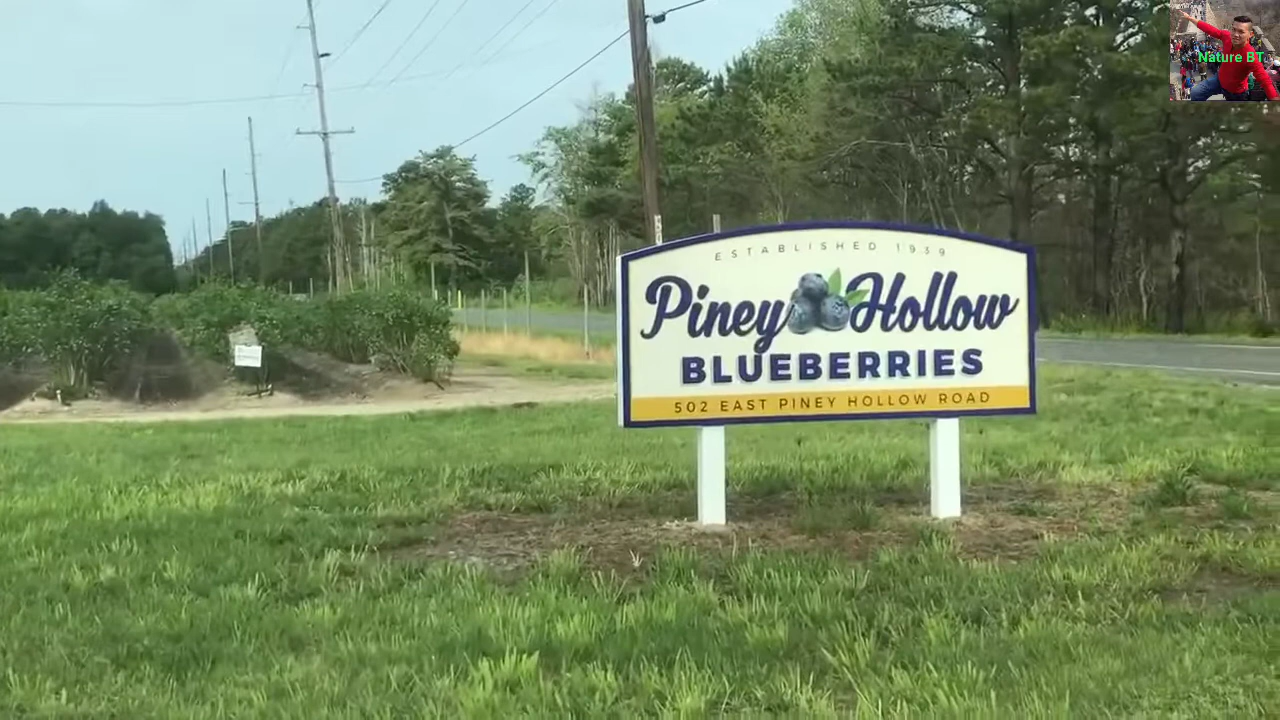 Nature BT
ESTABLISHED 1939
Piney Hollow
BLUEBERRIES
502 EAST PINEY HOLLOW ROAD